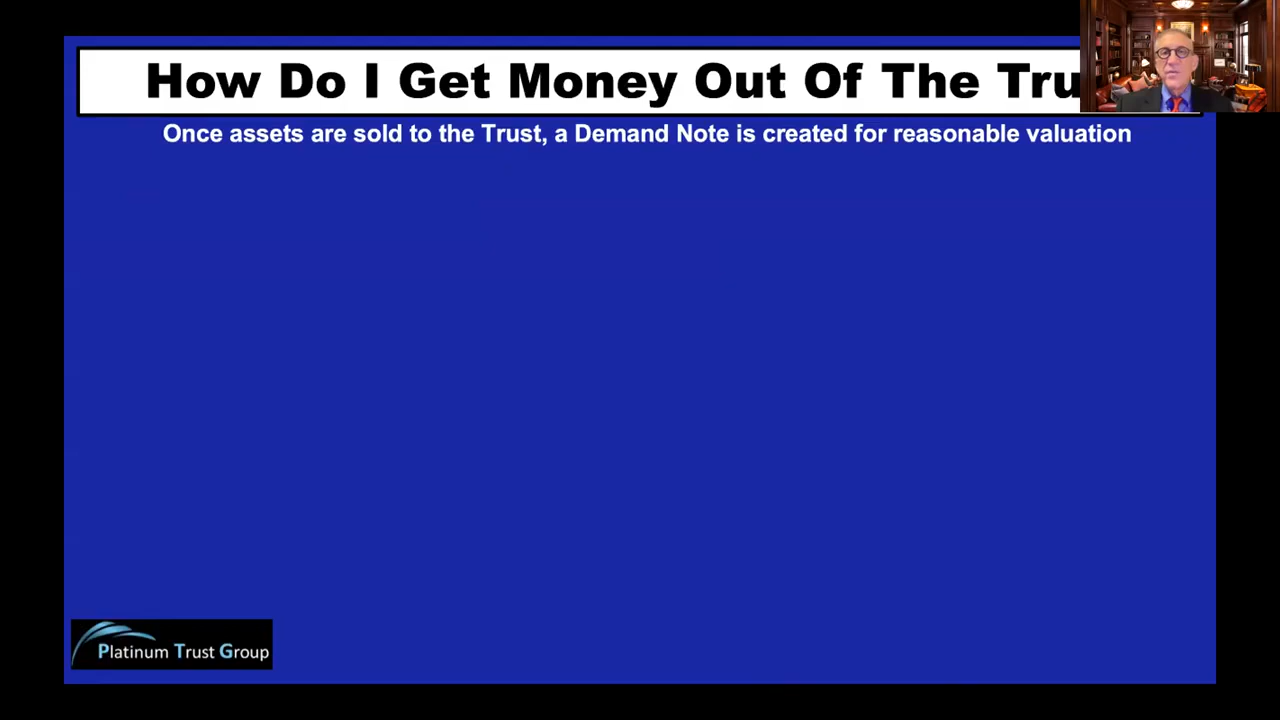 How Do I Get Money Out Of The Tru
Once assets are sold to the Trust, a Demand Note is created for reasonable valuation
Platinum Trust Group